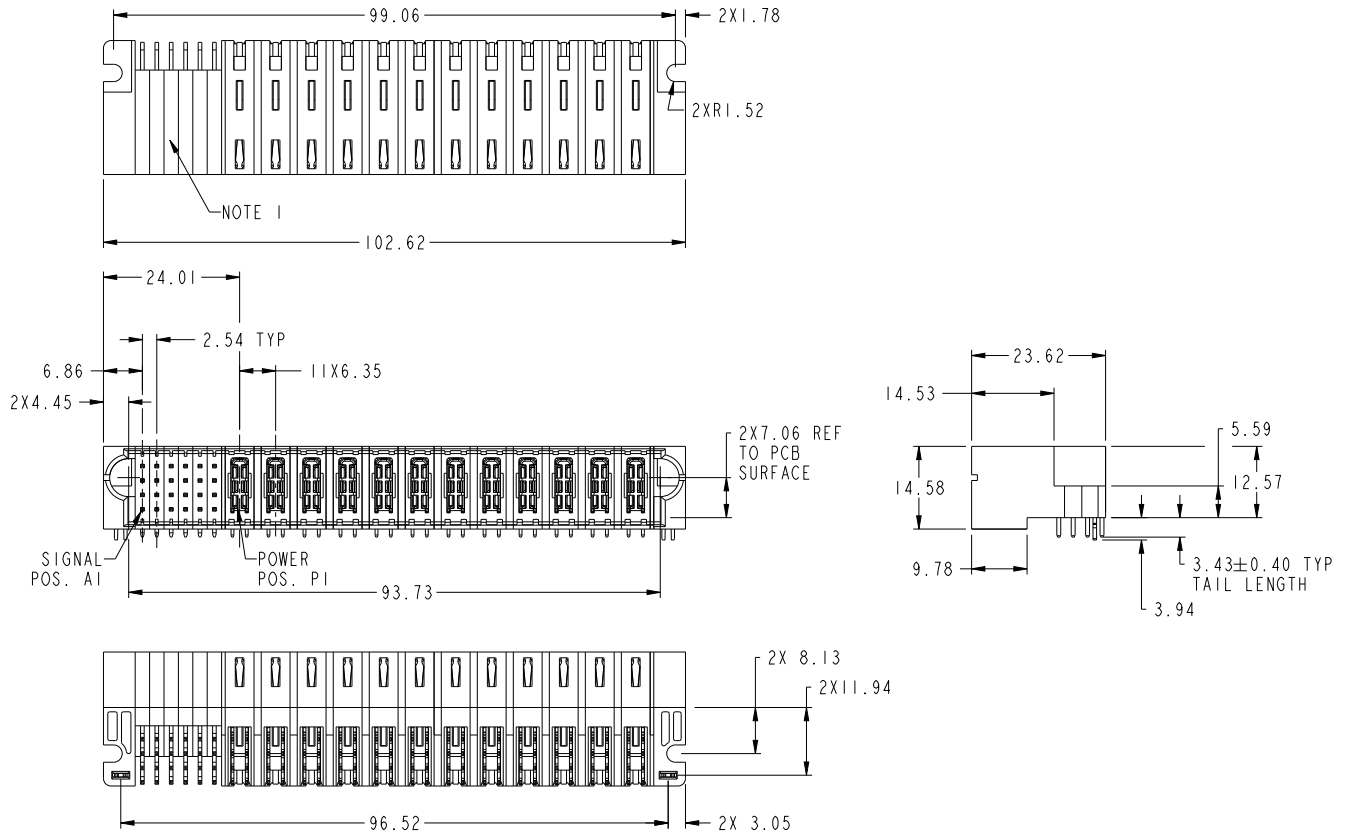 99.06
2X1.78
2XR1.52
NOTE 1
102.62
24.01
2.54 TYP
6.86
11X6.35
2X4.45
2X7.06 REF
TO PCB
SURFACE
SIGNAL
POS. A1
POWER
POS. P1
93.73
23.62
14.53
5.59
14.58
12.57
9.78
3.43±0.40 TYP
TAIL LENGTH
3.94
2X 8.13
2X11.94
96.52
2X 3.05